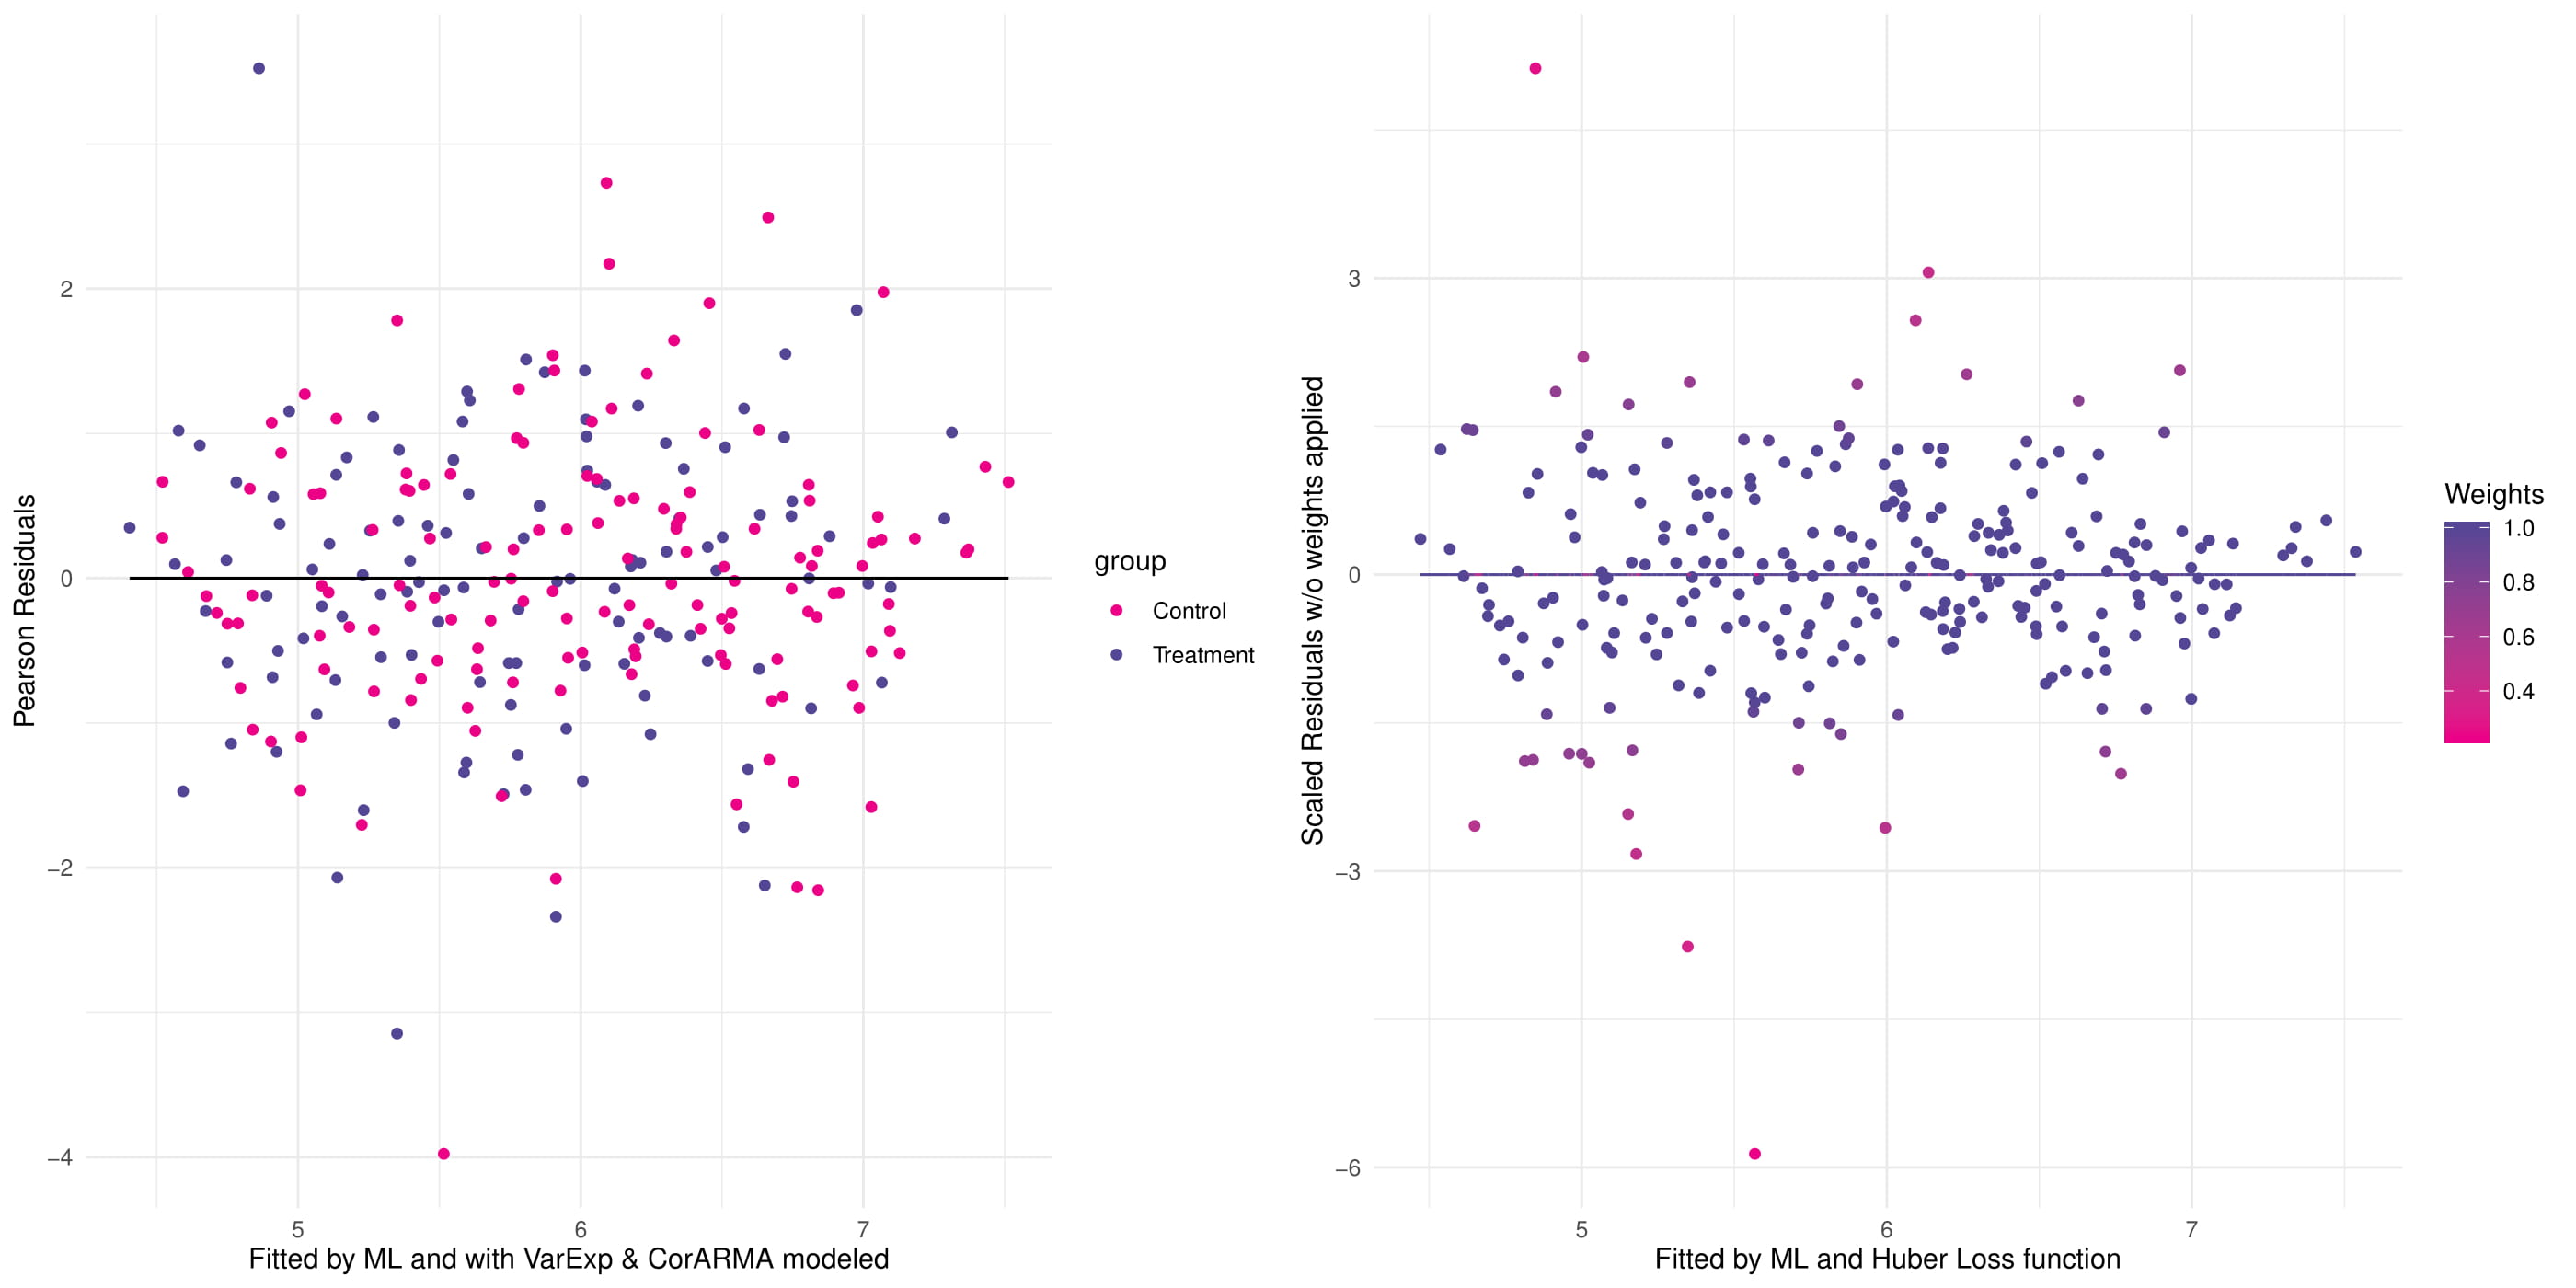 Pearson Residuals
2
0
−2
−4
5 6 7
Fitted by ML and with VarExp & CorARMA modeled
group
Control
Treatment
Scaled Residuals w/o weights applied
3
0
−3
−6
5 6 7
Fitted by ML and Huber Loss function
Weights
1.0
0.8
0.6
0.4